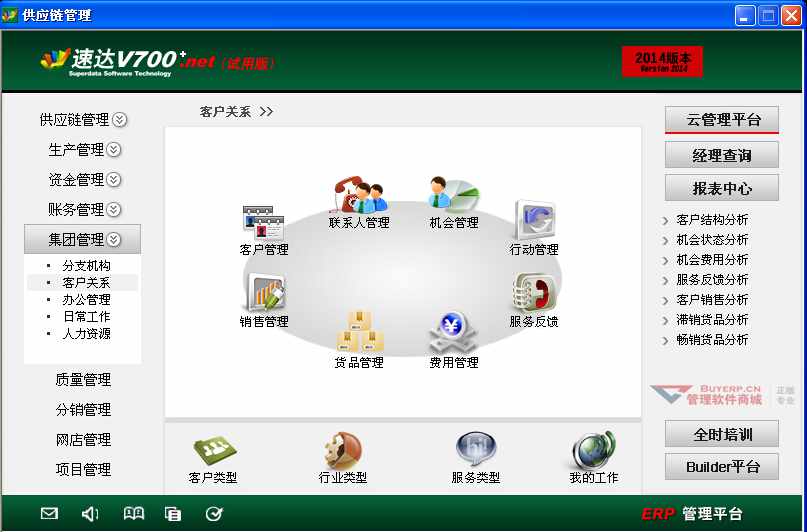 供应链管理
速达V700+.net (试用版)
Superdata Software Technology
2014版本
Version 2014
供应链管理
生产管理
资金管理
账务管理
集团管理
分支机构
客户关系
办公管理
日常工作
人力资源
质量管理
分销管理
网店管理
项目管理
客户关系 >>
联系人管理
机会管理
客户管理
行动管理
销售管理
服务反馈
货品管理
费用管理
客户类型
行业类型
服务类型
我的工作
云管理平台
经理查询
报表中心
客户结构分析
机会状态分析
机会费用分析
服务反馈分析
客户销售分析
滞销货品分析
畅销货品分析
BUYERP.CN 正版
管理软件商城 专业
全时培训
Builder平台
ERP 管理平台